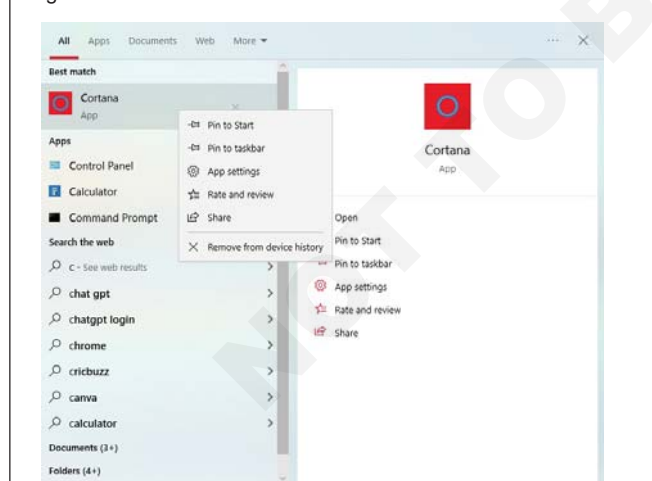 All Apps Documents Web More
Best match
Cortana
App
Apps
Control Panel
Calculator
Command Prompt
Search the web
c - See web results
chat gpt
chatgpt login
chrome
cricbuzz
canva
calculator
Documents (3+)
Folders (4+)
Pin to Start
Pin to taskbar
App settings
Rate and review
Share
Remove from device history
Cortana
App
Open
Pin to Start
Pin to taskbar
App settings
Rate and review
Share
NOT TO B